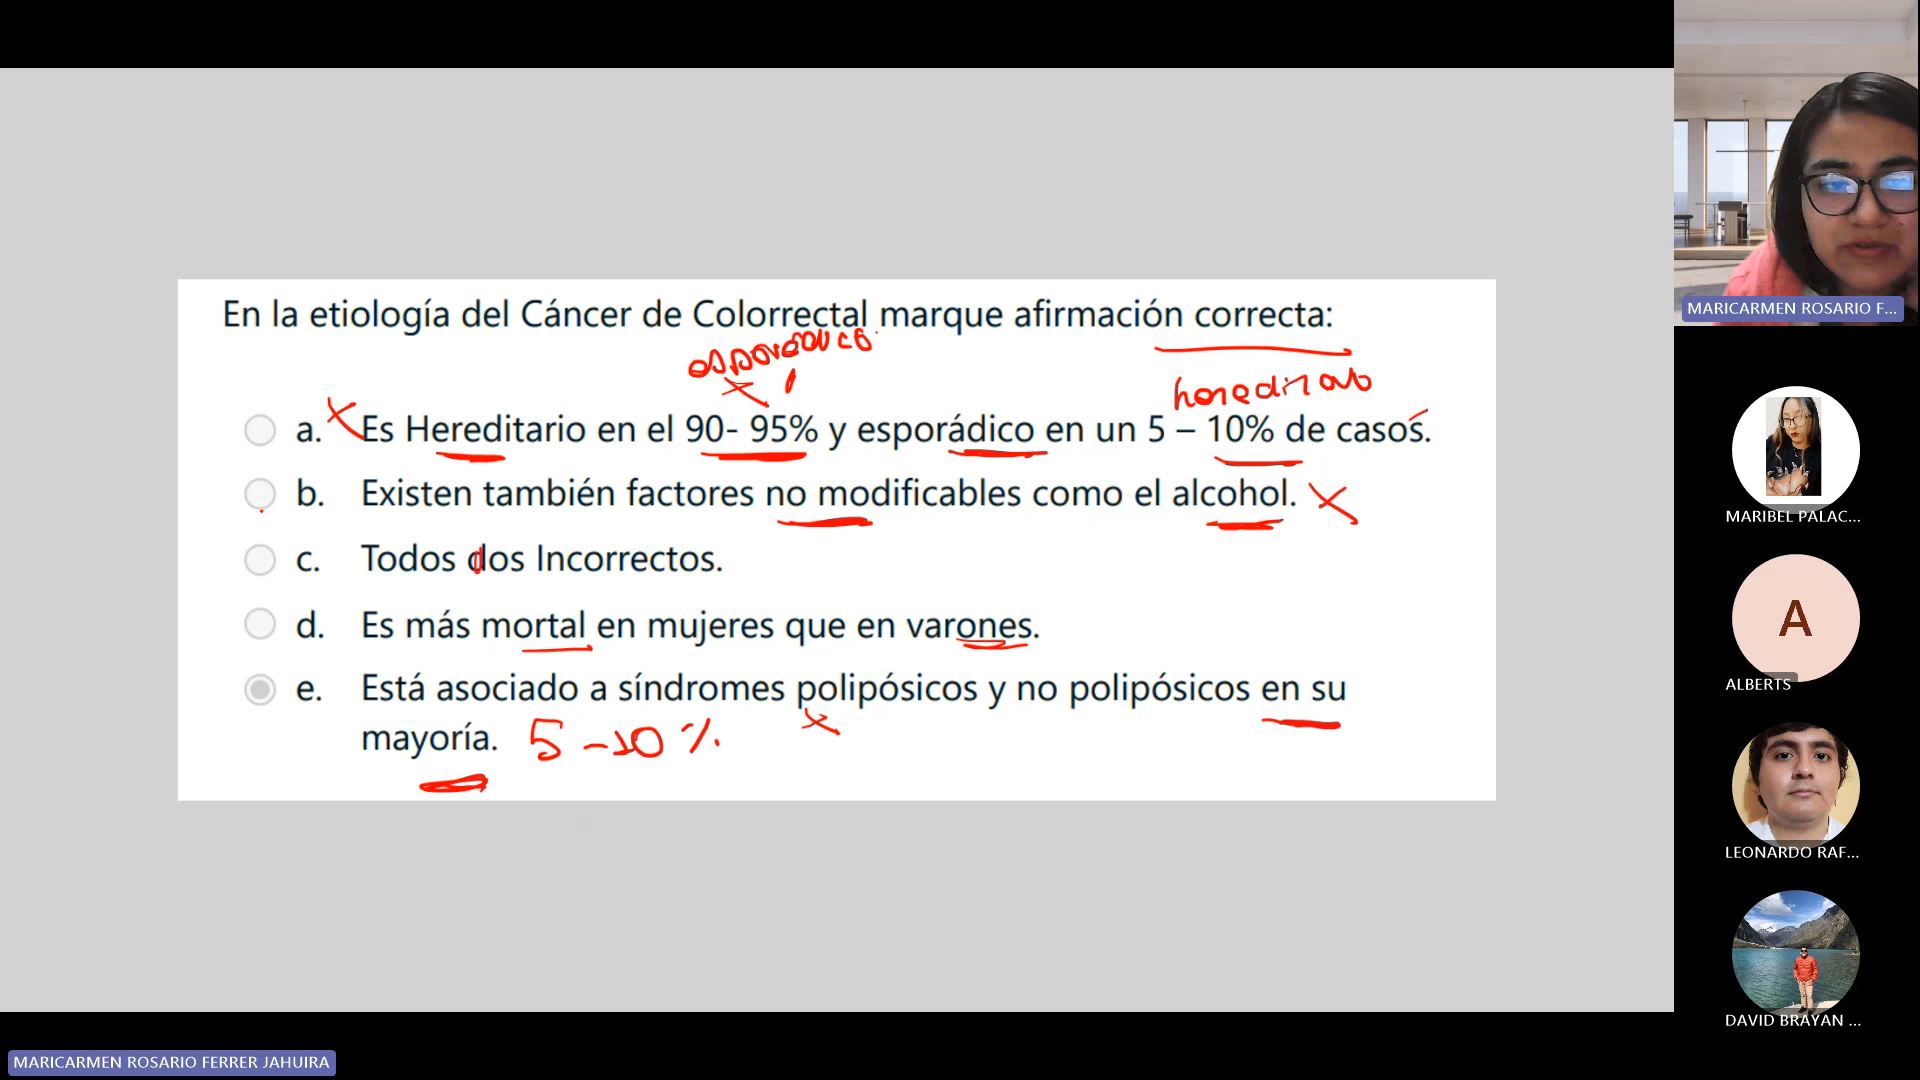 En la etiología del Cáncer de Colorrectal marque afirmación correcta:
esporádico
hereditario
a. Es Hereditario en el 90- 95% y esporádico en un 5 – 10% de casos.
b. Existen también factores no modificables como el alcohol.
c. Todos dos Incorrectos.
d. Es más mortal en mujeres que en varones.
e. Está asociado a síndromes polipósicos y no polipósicos en su
mayoría. 5-10%
MARICARMEN ROSARIO F...
MARIBEL PALAC...
A
ALBERTS
LEONARDO RAF...
DAVID BRAYAN ...
MARICARMEN ROSARIO FERRER JAHUIRA